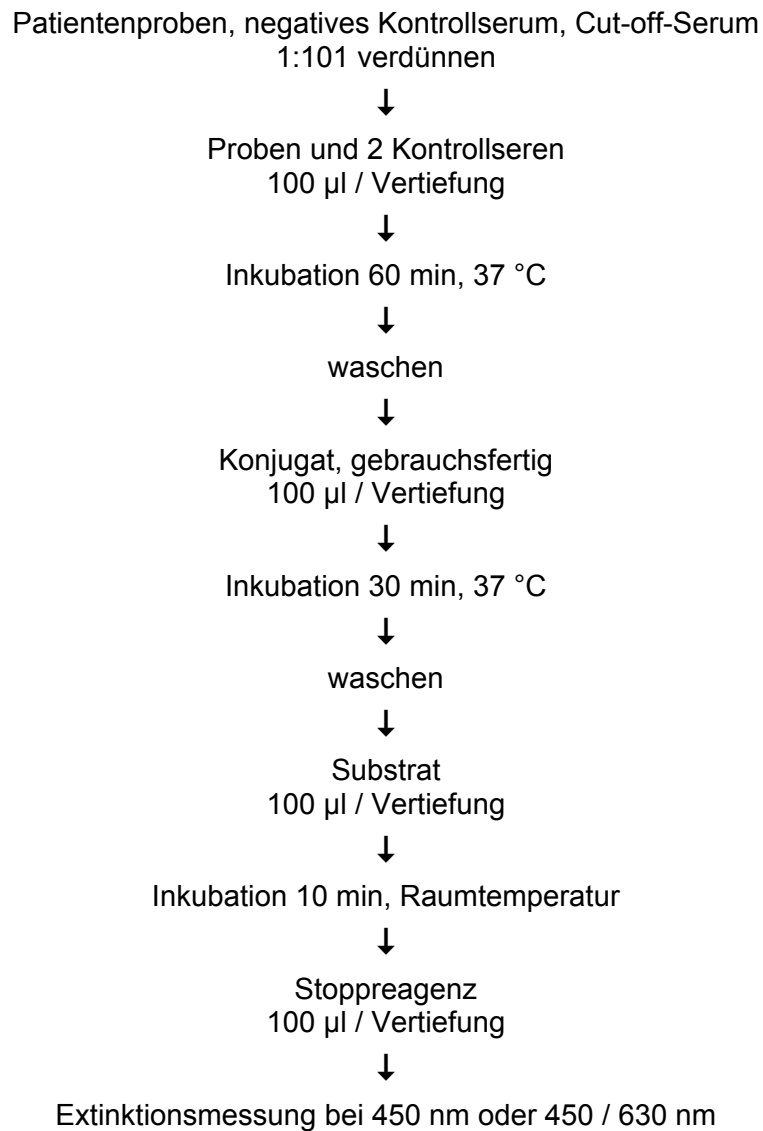 Patientenproben, negatives Kontrollserum, Cut-off-Serum
1:101 verdünnen
↓
Proben und 2 Kontrollseren
100 µl / Vertiefung
↓
Inkubation 60 min, 37 °C
↓
waschen
↓
Konjugat, gebrauchsfertig
100 µl / Vertiefung
↓
Inkubation 30 min, 37 °C
↓
waschen
↓
Substrat
100 µl / Vertiefung
↓
Inkubation 10 min, Raumtemperatur
↓
Stoppreagenz
100 µl / Vertiefung
↓
Extinktionsmessung bei 450 nm oder 450 / 630 nm